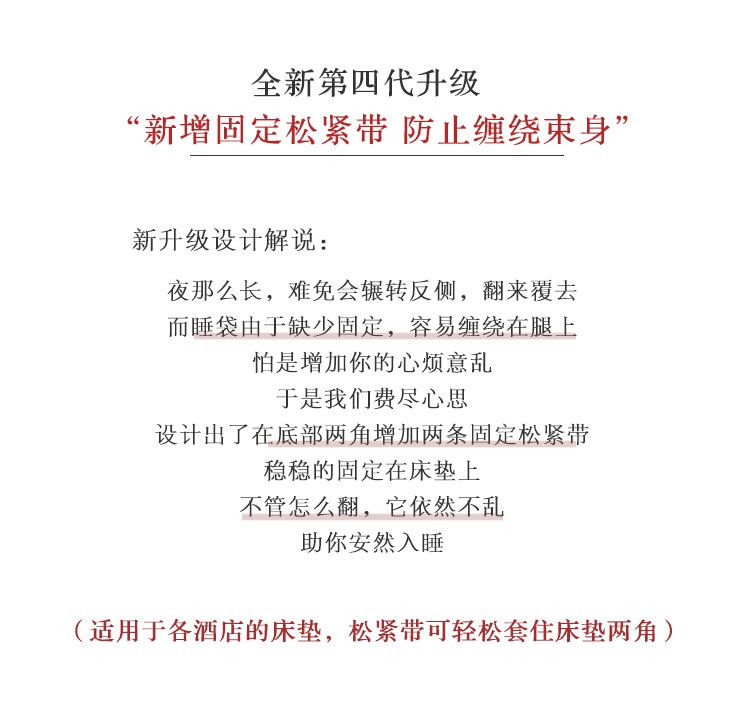 全新第四代升级
“新增固定松紧带 防止缠绕束身”
新升级设计解说：
夜那么长，难免会辗转反侧，翻来覆去
而睡袋由于缺少固定，容易缠绕在腿上
怕是增加你的心烦意乱
于是我们费尽心思
设计出了在底部两角增加两条固定松紧带
稳稳的固定在床垫上
不管怎么翻，它依然不乱
助你安然入睡
（适用于各酒店的床垫，松紧带可轻松套住床垫两角）